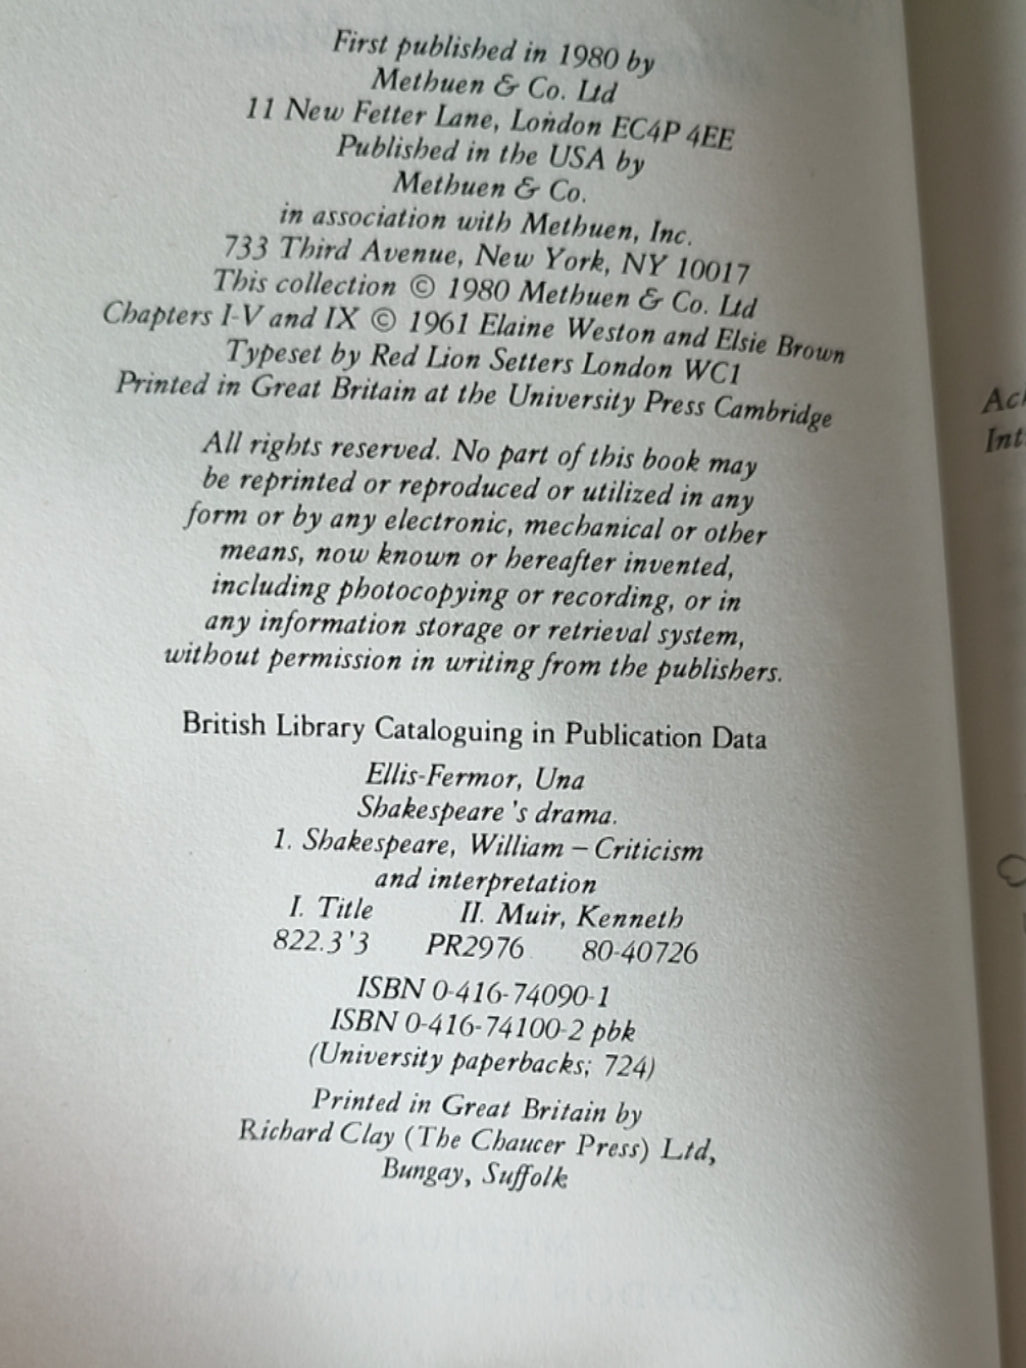 First published in 1980 by
Methuen & Co. Ltd
11 New Fetter Lane, London EC4P 4EE
Published in the USA by
Methuen & Co.
in association with Methuen, Inc.
733 Third Avenue, New York, NY 10017
This collection © 1980 Methuen & Co. Ltd
Chapters I-V and IX © 1961 Elaine Weston and Elsie Brown
Typeset by Red Lion Setters London WC1
Printed in Great Britain at the University Press Cambridge
All rights reserved. No part of this book may
be reprinted or reproduced or utilized in any
form or by any electronic, mechanical or other
means, now known or hereafter invented,
including photocopying or recording, or in
any information storage or retrieval system,
without permission in writing from the publishers.
British Library Cataloguing in Publication Data
Ellis-Fermor, Una
Shakespeare's drama.
1. Shakespeare, William – Criticism
and interpretation
I. Title II. Muir, Kenneth
822.3'3 PR2976 80-40726
ISBN 0-416-74090-1
ISBN 0-416-74100-2 pbk
(University paperbacks; 724)
Printed in Great Britain by
Richard Clay (The Chaucer Press) Ltd,
Bungay, Suffolk